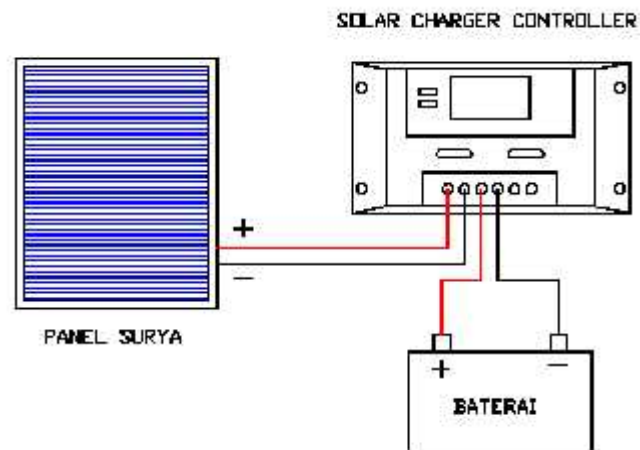 SOLAR CHARGER CONTROLLER
+
−
PANEL SURYA
+ −
BATERAI